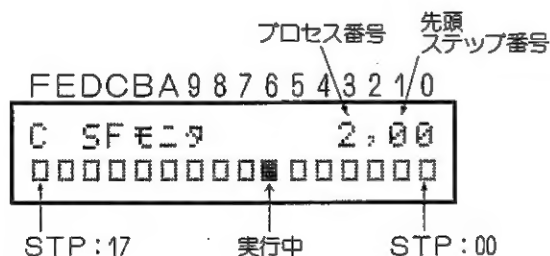 プロセス番号
先頭
ステップ番号
FEDCBA9876543210
C SFモニタ 2,00
STP:17
実行中
STP:00